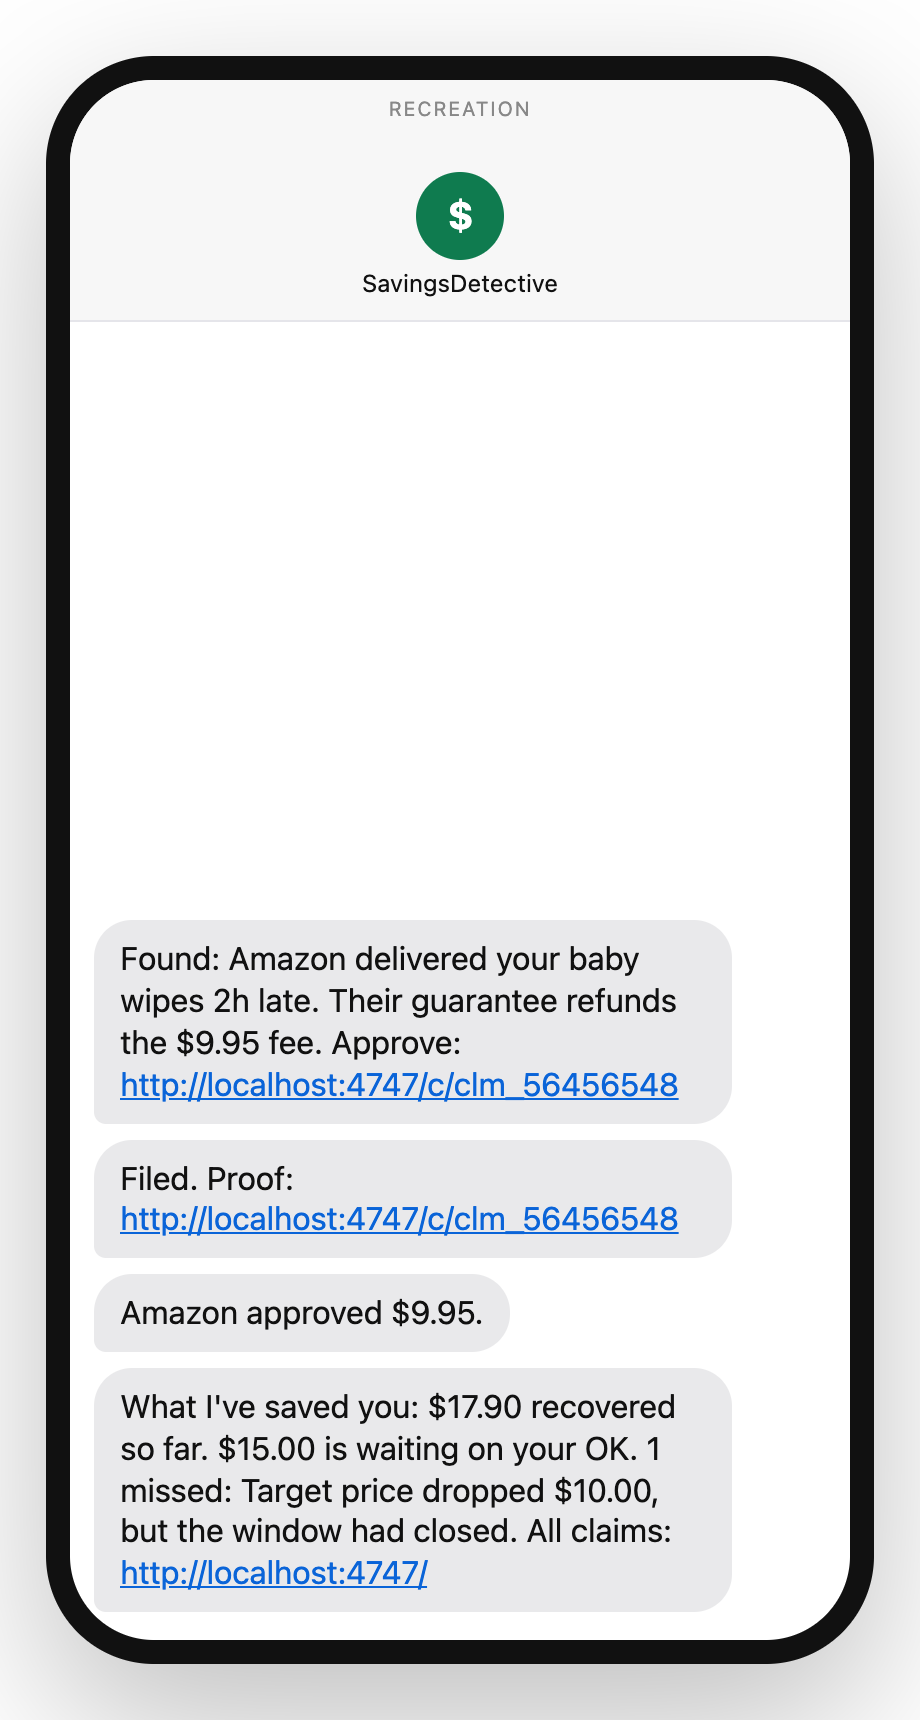 RECREATION
$
SavingsDetective
Found: Amazon delivered your baby
wipes 2h late. Their guarantee refunds
the $9.95 fee. Approve:
http://localhost:4747/c/clm_56456548
Filed. Proof:
http://localhost:4747/c/clm_56456548
Amazon approved $9.95.
What I've saved you: $17.90 recovered
so far. $15.00 is waiting on your OK. 1
missed: Target price dropped $10.00,
but the window had closed. All claims:
http://localhost:4747/